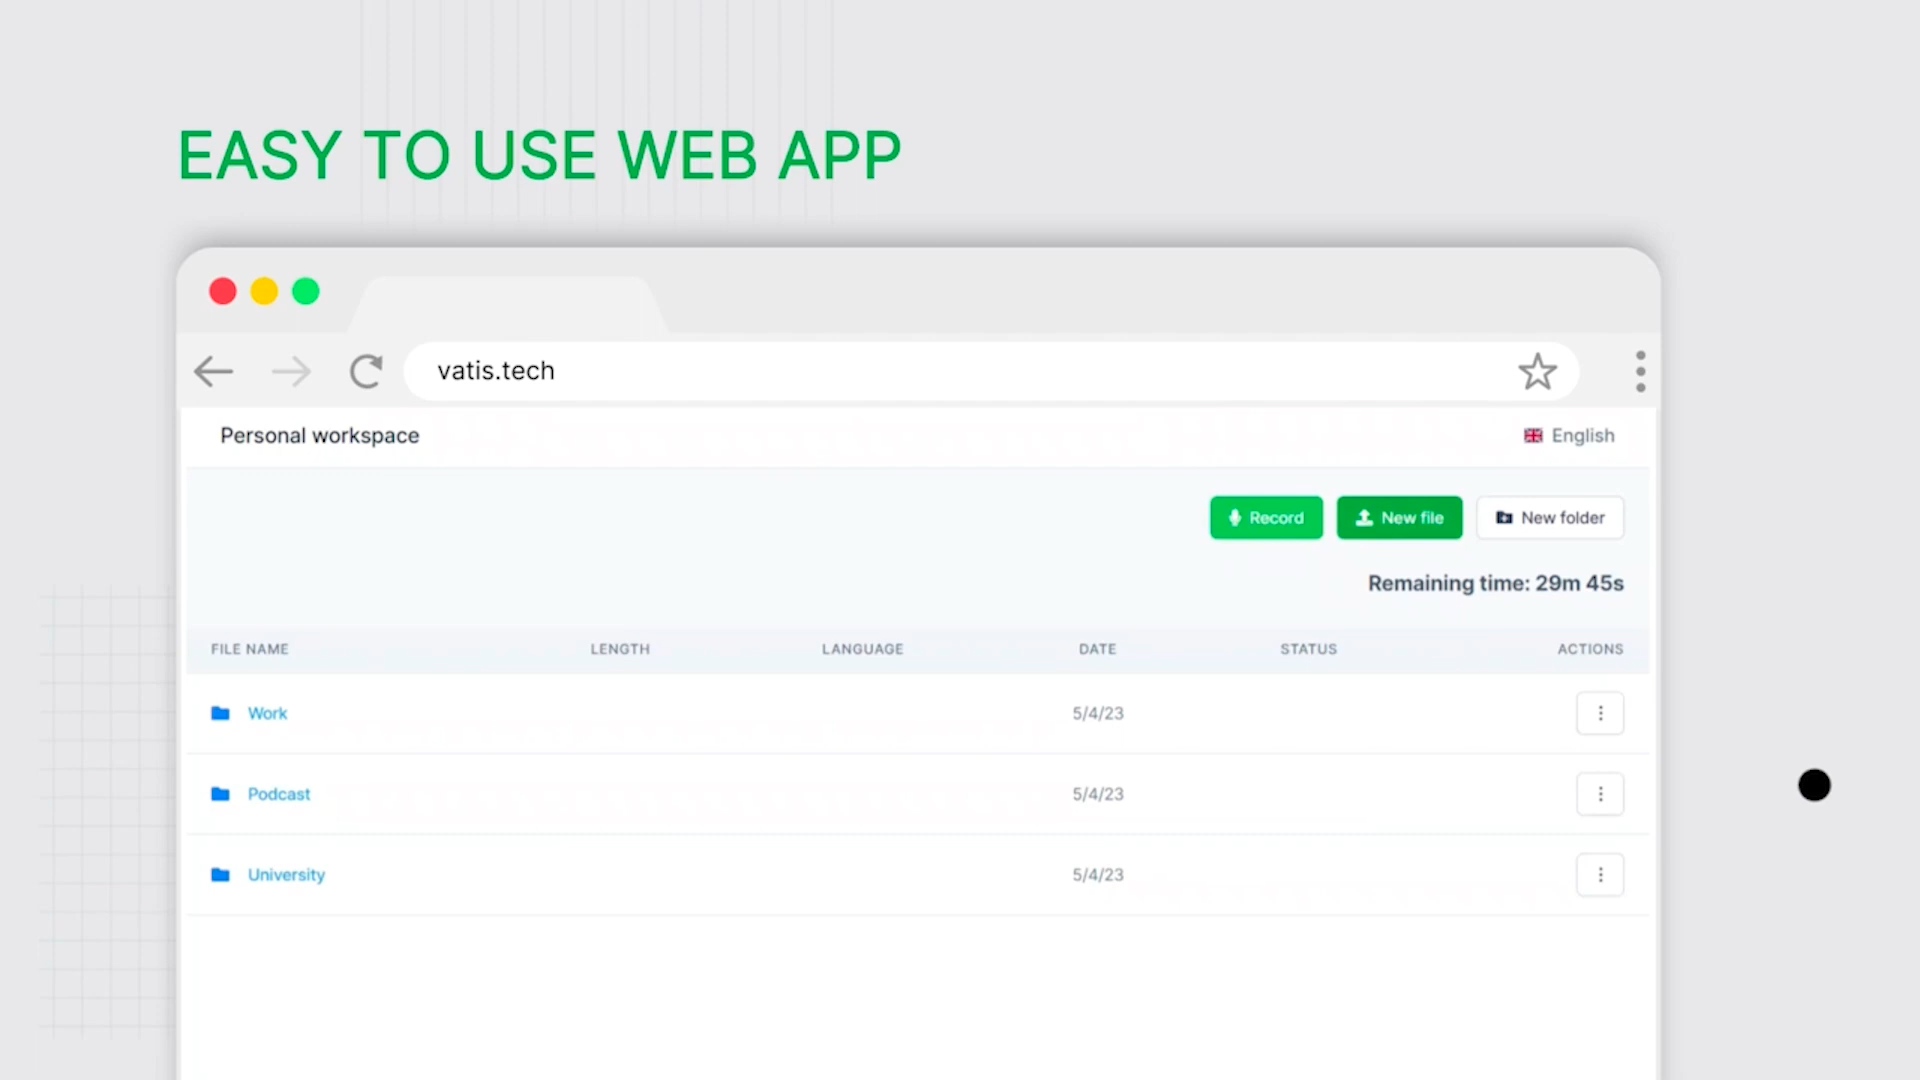 EASY TO USE WEB APP
vatis.tech
Personal workspace
English
Record
New file
New folder
Remaining time: 29m 45s
FILE NAME LENGTH LANGUAGE DATE STATUS ACTIONS
Work 5/4/23
Podcast 5/4/23
University 5/4/23